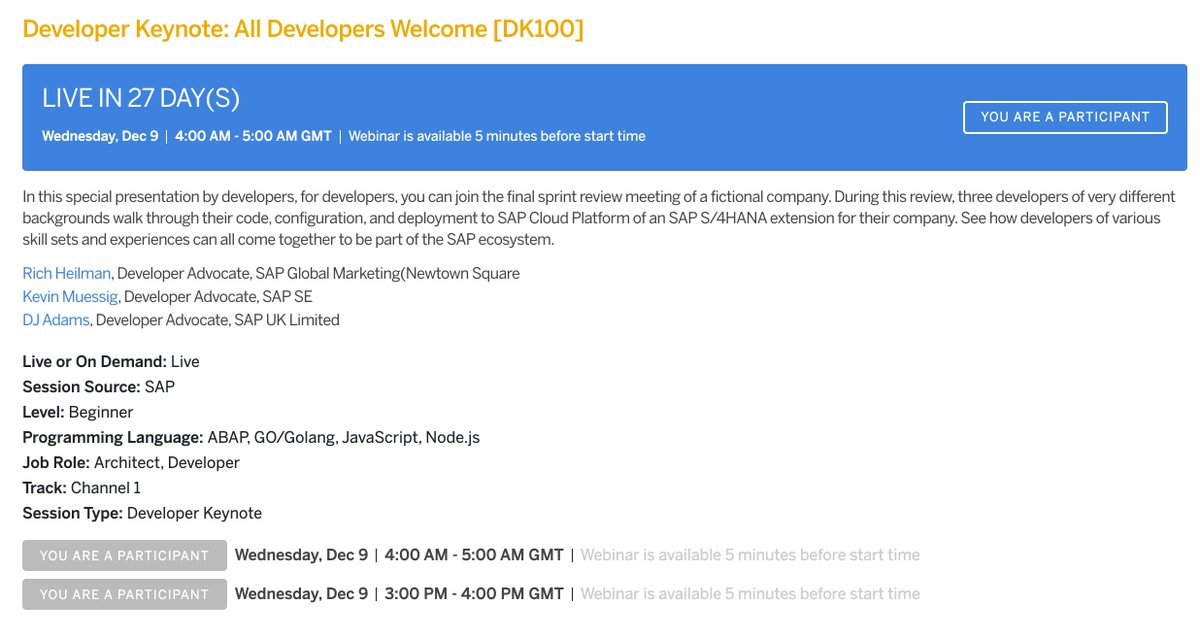 Developer Keynote: All Developers Welcome [DK100]
LIVE IN 27 DAY(S)
Wednesday, Dec 9 | 4:00 AM - 5:00 AM GMT | Webinar is available 5 minutes before start time
YOU ARE A PARTICIPANT
In this special presentation by developers, for developers, you can join the final sprint review meeting of a fictional company. During this review, three developers of very different
backgrounds walk through their code, configuration, and deployment to SAP Cloud Platform of an SAP S/4HANA extension for their company. See how developers of various
skill sets and experiences can all come together to be part of the SAP ecosystem.
Rich Heilman, Developer Advocate, SAP Global Marketing(Newtown Square
Kevin Muessig, Developer Advocate, SAP SE
DJ Adams, Developer Advocate, SAP UK Limited
Live or On Demand: Live
Session Source: SAP
Level: Beginner
Programming Language: ABAP, GO/Golang, JavaScript, Node.js
Job Role: Architect, Developer
Track: Channel 1
Session Type: Developer Keynote
YOU ARE A PARTICIPANT Wednesday, Dec 9 | 4:00 AM - 5:00 AM GMT | Webinar is available 5 minutes before start time
YOU ARE A PARTICIPANT Wednesday, Dec 9 | 3:00 PM - 4:00 PM GMT | Webinar is available 5 minutes before start time